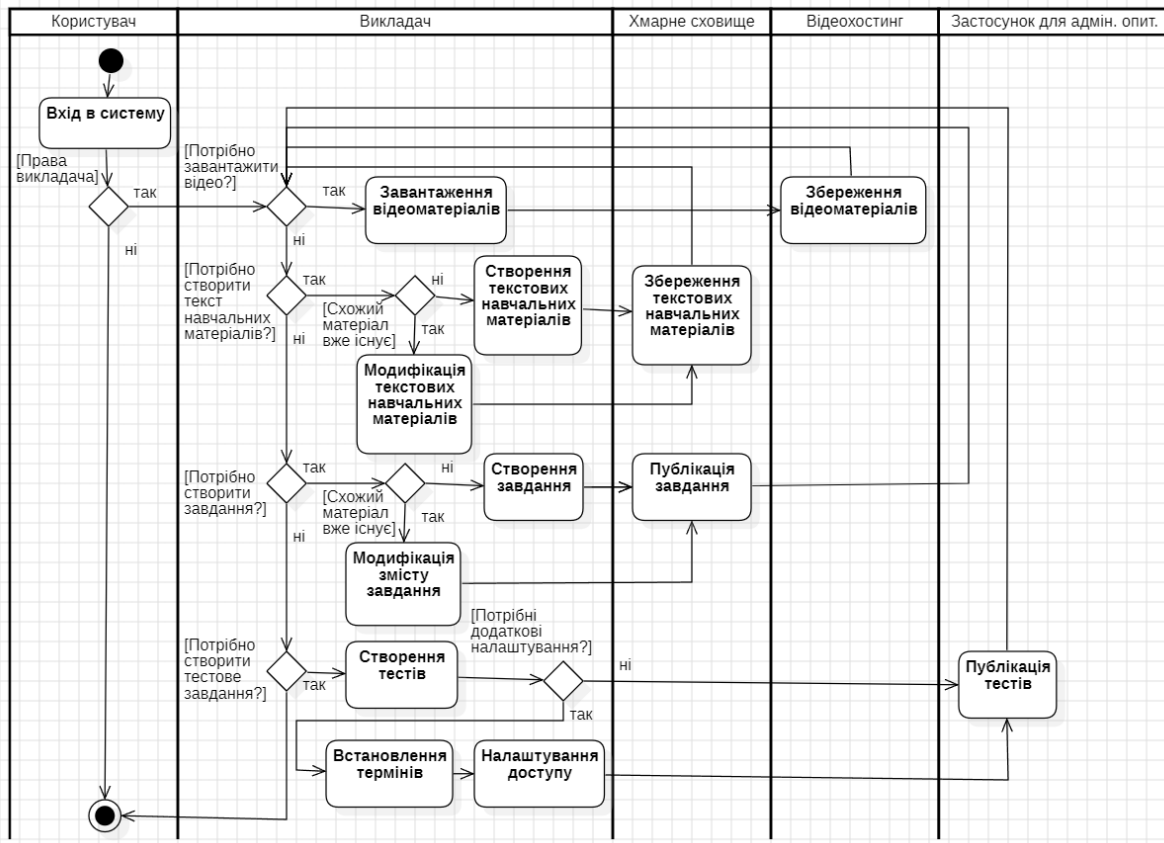 Користувач
Викладач
Хмарне сховище
Відеохостинг
Застосунок для адмін. опит.
Вхід в систему
[Права
викладача]
так
ні
[Потрібно
завантажити
відео?]
так
ні
Завантаження
відеоматеріалів
Збереження
відеоматеріалів
[Потрібно
створити
текст
навчальних
матеріалів?]
так
ні
[Схожий
матеріал
вже існує]
ні
так
Створення
текстових
навчальних
матеріалів
Збереження
текстових
навчальних
матеріалів
Модифікація
текстових
навчальних
матеріалів
[Потрібно
створити
завдання?]
так
ні
[Схожий
матеріал
вже існує]
ні
так
Створення
завдання
Публікація
завдання
Модифікація
змісту
завдання
[Потрібно
створити
тестове
завдання?]
так
Створення
тестів
[Потрібні
додаткові
налаштування?]
ні
так
Публікація
тестів
Встановлення
термінів
Налаштування
доступу